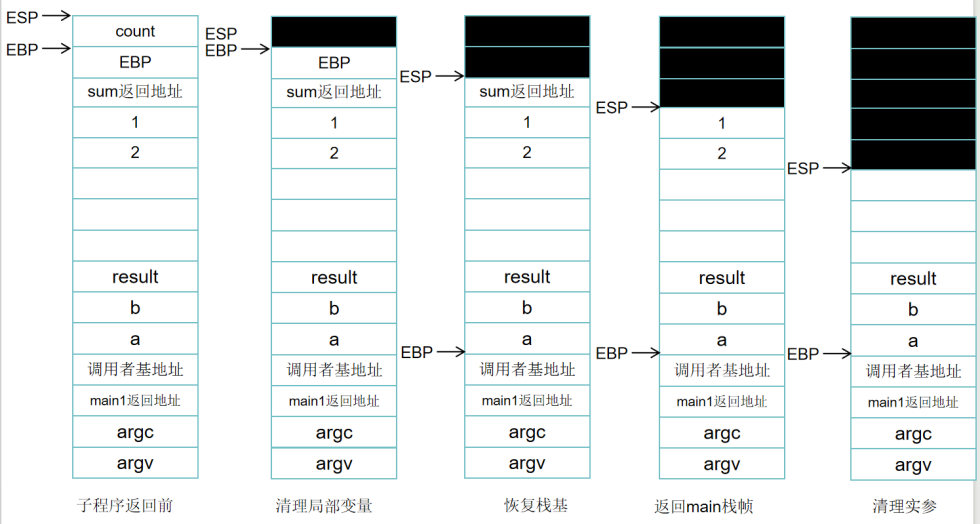 ESP
EBP
count
EBP
sum返回地址
1
2
result
b
a
调用者基地址
main1返回地址
argc
argv
子程序返回前
ESP
EBP
EBP
sum返回地址
1
2
result
b
a
调用者基地址
main1返回地址
argc
argv
清理局部变量
ESP
sum返回地址
1
2
result
b
a
EBP
调用者基地址
main1返回地址
argc
argv
恢复栈基
ESP
1
2
result
b
a
EBP
调用者基地址
main1返回地址
argc
argv
返回main栈帧
ESP
result
b
a
EBP
调用者基地址
main1返回地址
argc
argv
清理实参